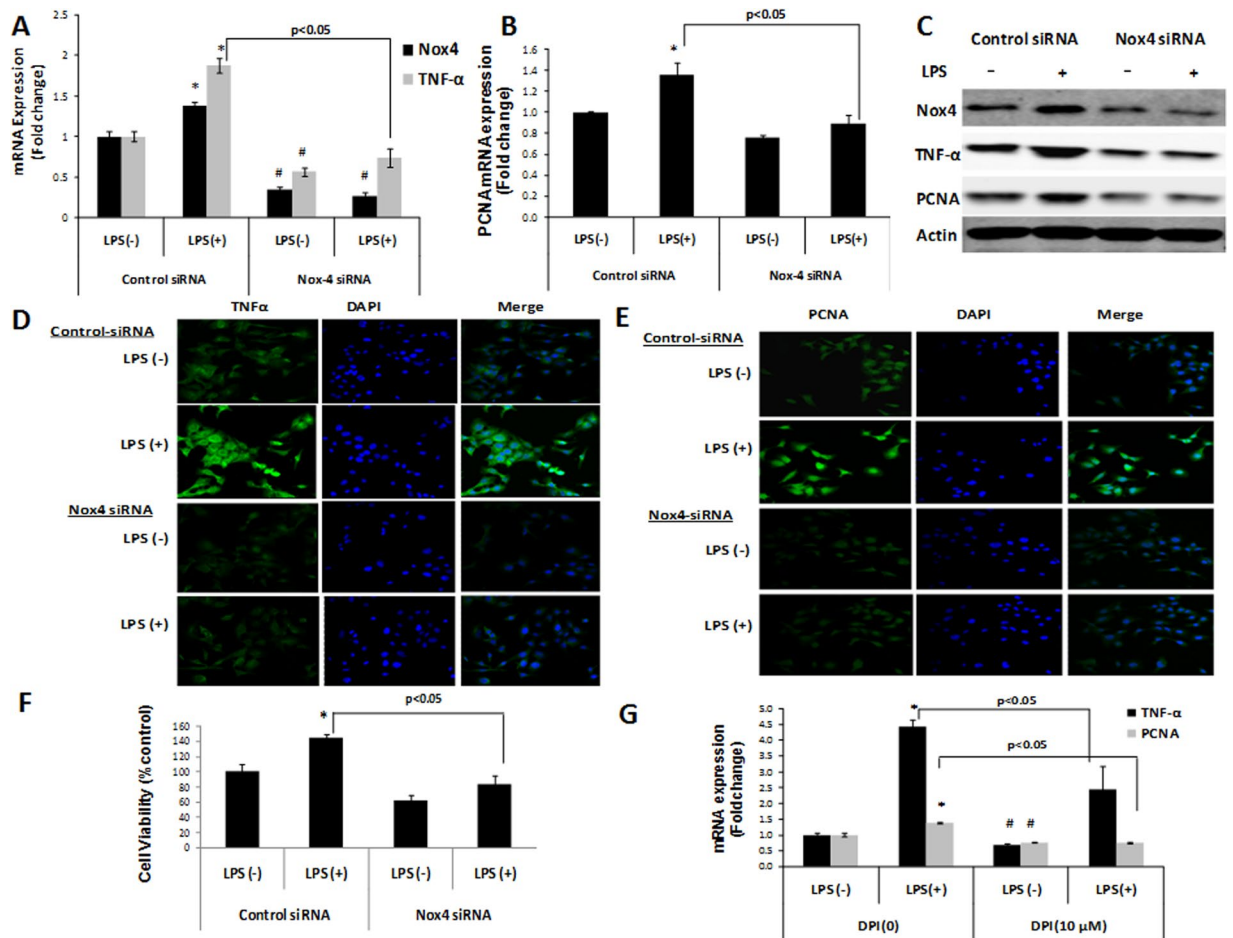 A
mRNA Expression
(Fold change)
2.5
2
1.5
1
0.5
0
p<0.05
*
*
#
#
#
Nox4
TNF-α
LPS(-)
LPS(+)
LPS(-)
LPS(+)
Control siRNA
Nox-4 siRNA
B
PCNAmRNA expression
(Fold change)
1.6
1.4
1.2
1.0
0.8
0.6
0.4
0.2
0.0
p<0.05
*
LPS(-)
LPS(+)
LPS(-)
LPS(+)
Control siRNA
Nox-4 siRNA
C
Control siRNA Nox4 siRNA
LPS - + - +
Nox4
TNF-α
PCNA
Actin
D
TNFα DAPI Merge
Control-siRNA
LPS (-)
LPS (+)
Nox4 siRNA
LPS (-)
LPS (+)
E
PCNA DAPI Merge
Control-siRNA
LPS (-)
LPS (+)
Nox4-siRNA
LPS (-)
LPS (+)
F
Cell Viability (% control)
160
140
120
100
80
60
40
20
0
p<0.05
*
LPS (-)
LPS (+)
LPS (-)
LPS (+)
Control siRNA
Nox4 siRNA
G
mRNA expression
(Foldchange)
5.0
4.5
4.0
3.5
3.0
2.5
2.0
1.5
1.0
0.5
0.0
p<0.05
p<0.05
*
*
#
#
TNF-α
PCNA
LPS(-)
LPS(+)
LPS (-)
LPS(+)
DPI(0)
DPI(10 µM)